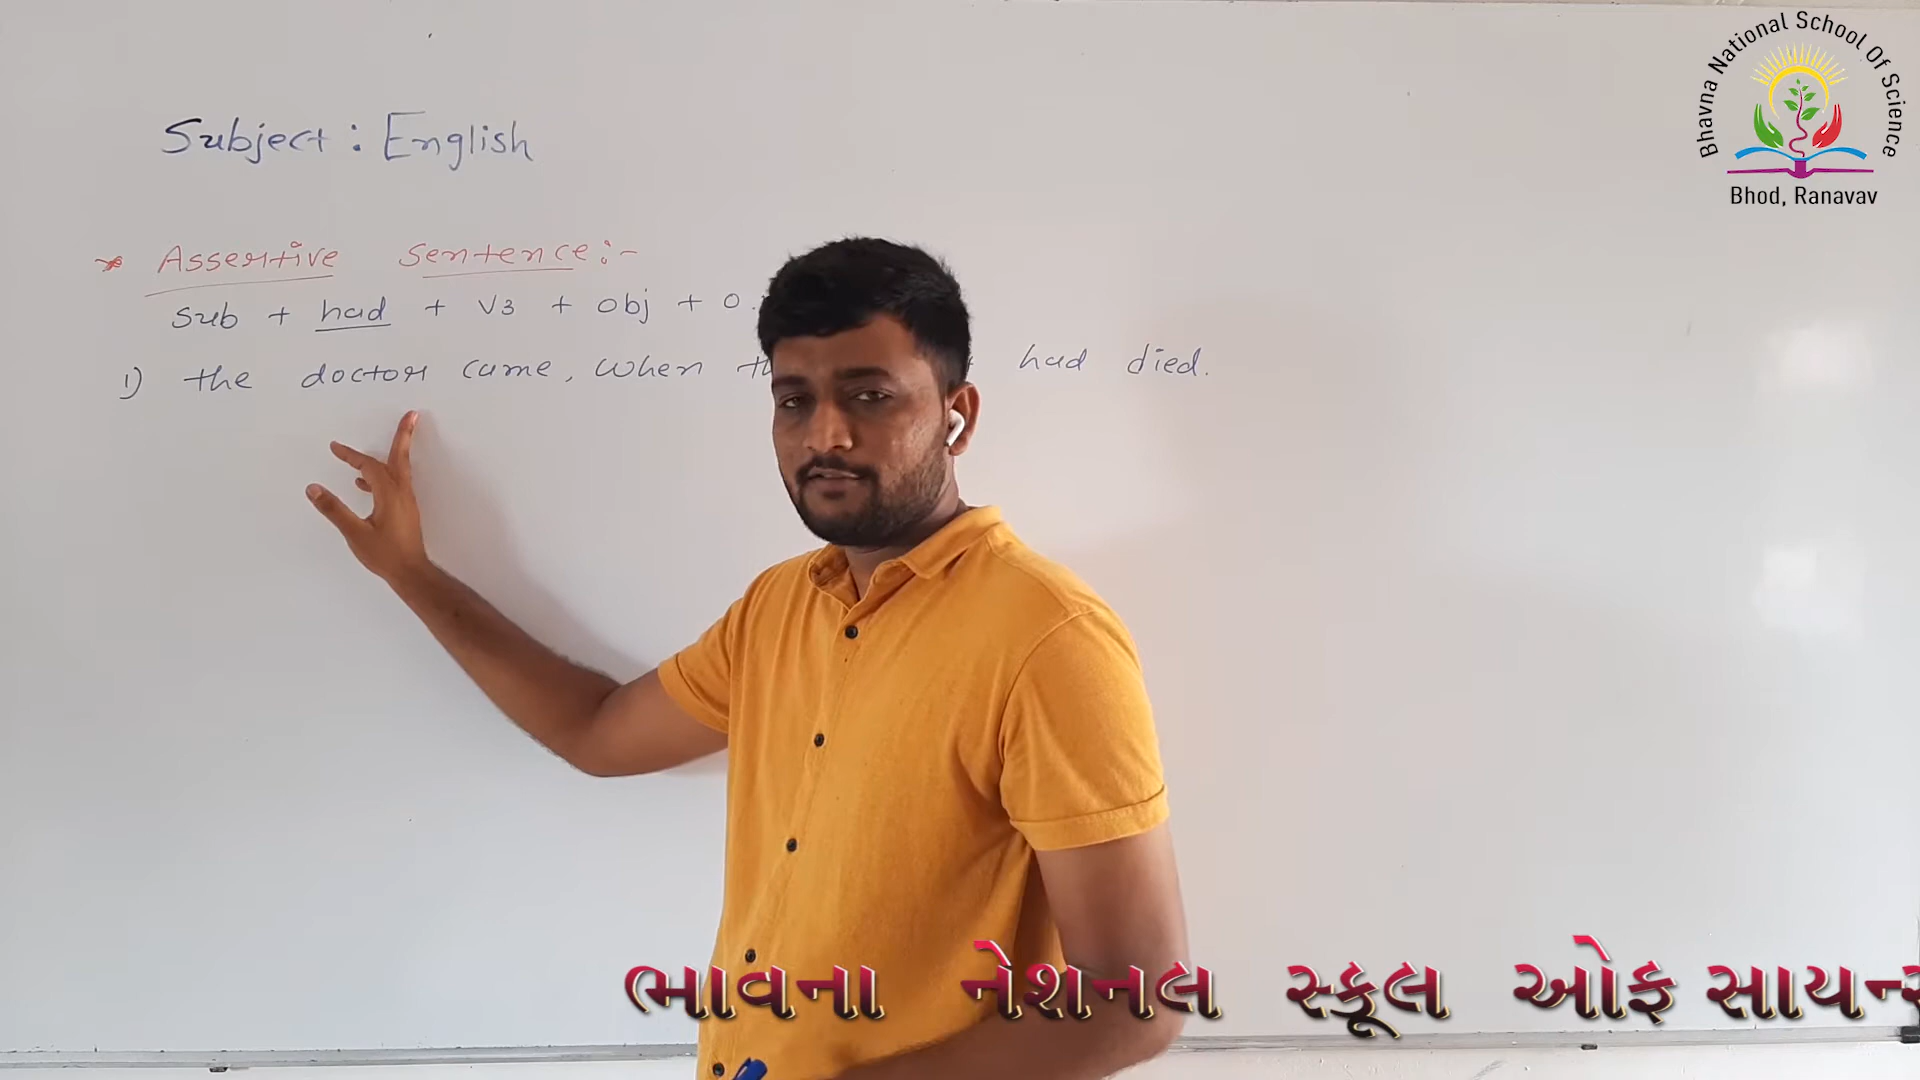 Bhavna National School Of Science
Bhod, Ranavav
Subject : English
* Assertive Sentence :-
Sub + had + V3 + Obj + O.
1) the doctor came, when had died.
ભાવના નેશનલ સ્કૂલ ઓફ સાયન્સ